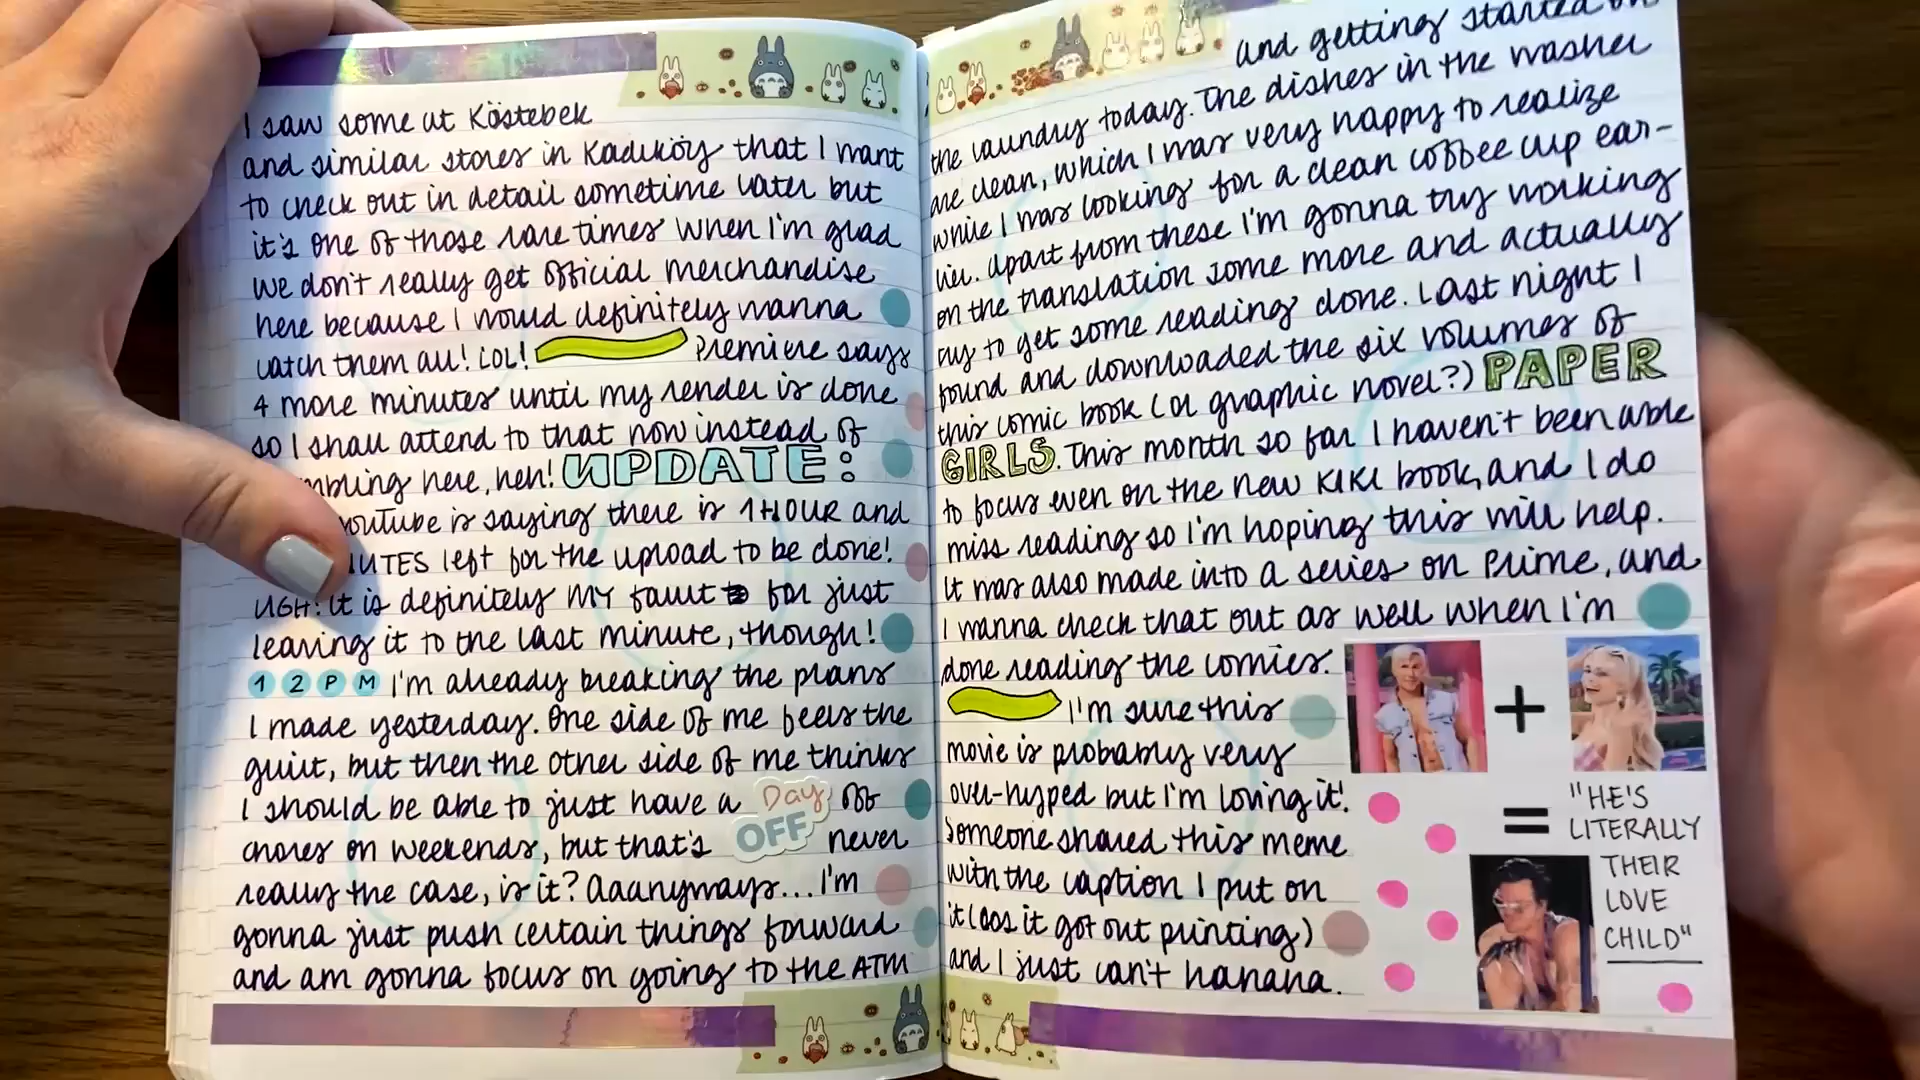 I saw some at Köstebek
and similar stores in Kadıköy that I want
to check out in detail sometime later but
it's one of those rare times when I'm glad
we don't really get official merchandise
here because I would definitely wanna
catch them all! LOL! Premiere says
4 more minutes until my render is done
so I shall attend to that now instead of
mbling here, heh! UPDATE:
YouTube is saying there is 1 HOUR and
UTES left for the upload to be done!
UGH! It is definitely MY fault for just
leaving it to the last minute, though!
12PM I'm already breaking the plans
I made yesterday. One side of me feels the
guilt, but then the other side of me thinks
I should be able to just have a Day OFF of
chores on weekends, but that's never
really the case, is it? Aaanyways... I'm
gonna just push certain things forward
and am gonna focus on going to the ATM
and getting started on
the laundry today. The dishes in the washer
are clean, which I was very happy to realize
while I was looking for a clean coffee cup ear-
lier. Apart from these I'm gonna try working
on the translation some more and actually
try to get some reading done. Last night I
found and downloaded the six volumes of
this comic book (or graphic novel?) PAPER
GIRLS. This month so far I haven't been able
to focus even on the new KIKI book, and I do
miss reading so I'm hoping this will help.
It was also made into a series on Prime, and
I wanna check that out as well when I'm
done reading the comics.
I'm sure this
movie is probably very
over-hyped but I'm loving it!
Someone shared this meme
with the caption I put on
it (cos it got out printing)
and I just can't hahaha.
+
=
"HE'S
LITERALLY
THEIR
LOVE
CHILD"